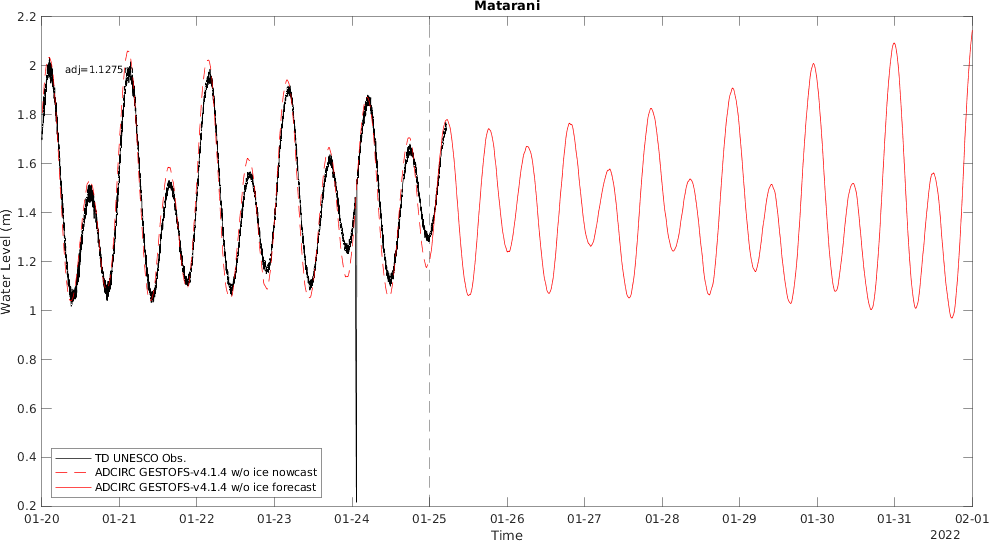 Matarani
2.2
2
1.8
1.6
1.4
1.2
1
0.8
0.6
0.4
0.2
Water Level (m)
adj=1.1275
TD UNESCO Obs.
ADCIRC GESTOFS-v4.1.4 w/o ice nowcast
ADCIRC GESTOFS-v4.1.4 w/o ice forecast
01-20 01-21 01-22 01-23 01-24 01-25 01-26 01-27 01-28 01-29 01-30 01-31 02-01
Time
2022